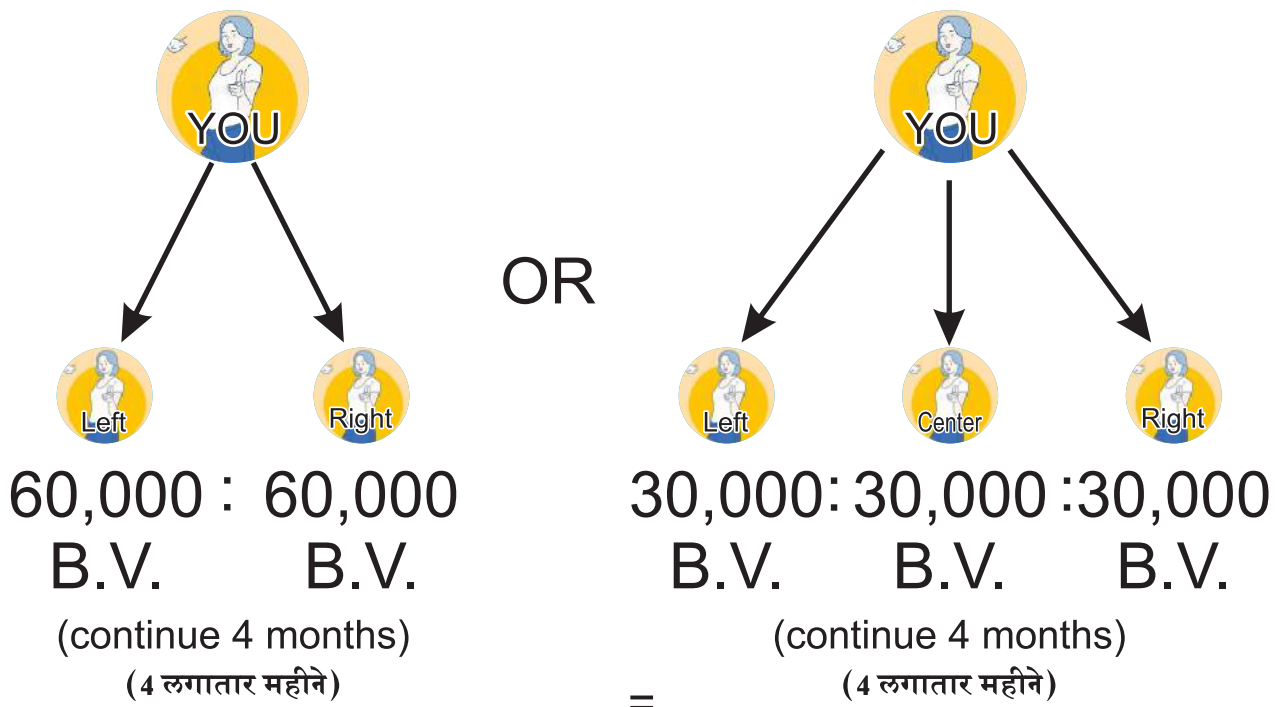 YOU
Left
Right
60,000 : 60,000
B.V. B.V.
(continue 4 months)
(4 लगातार महीने)
OR
YOU
Left
Center
Right
30,000: 30,000 :30,000
B.V. B.V. B.V.
(continue 4 months)
(4 लगातार महीने)
=